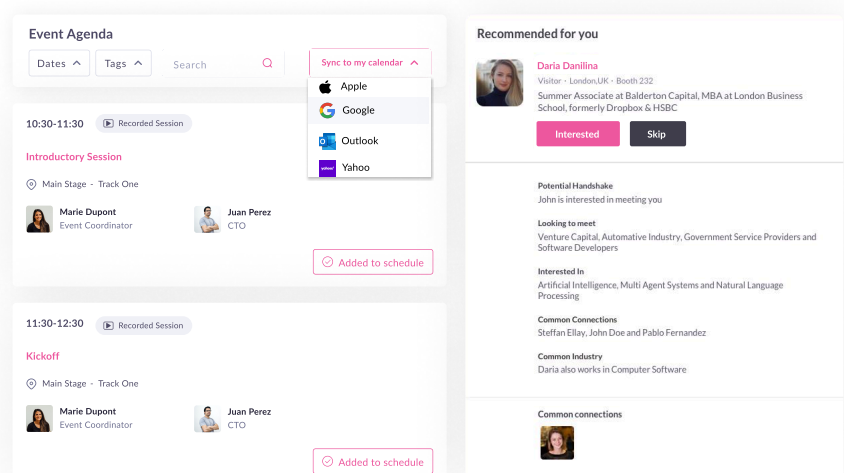 Event Agenda
Dates
Tags
Search
Sync to my calendar
Apple
Google
Outlook
yahoo!
Yahoo
10:30-11:30
Recorded Session
Introductory Session
Main Stage - Track One
Marie Dupont
Event Coordinator
Juan Perez
CTO
Added to schedule
11:30-12:30
Recorded Session
Kickoff
Main Stage - Track One
Marie Dupont
Event Coordinator
Juan Perez
CTO
Added to schedule
Recommended for you
Daria Danilina
Visitor · London,UK · Booth 232
Summer Associate at Balderton Capital, MBA at London Business
School, formerly Dropbox & HSBC
Interested
Skip
Potential Handshake
John is interested in meeting you
Looking to meet
Venture Capital, Automative Industry, Government Service Providers and
Software Developers
Interested In
Artificial Intelligence, Multi Agent Systems and Natural Language
Processing
Common Connections
Steffan Ellay, John Doe and Pablo Fernandez
Common Industry
Daria also works in Computer Software
Common connections